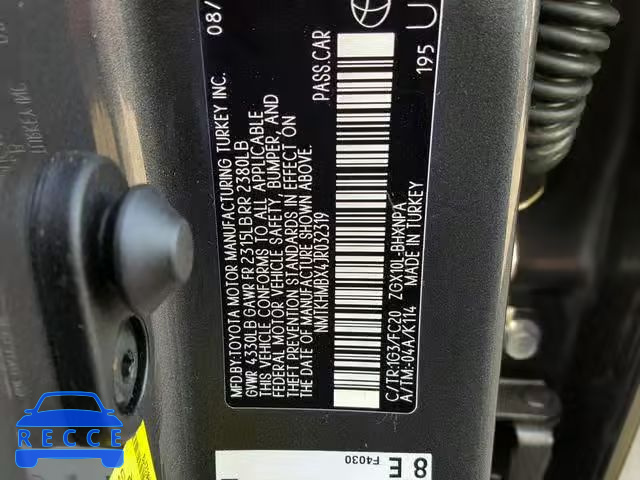 MFD BY:TOYOTA MOTOR MANUFACTURING TURKEY INC. 08/
GVWR 4330LB GAWR FR 2315LB RR 2380LB
THIS VEHICLE CONFORMS TO ALL APPLICABLE
FEDERAL MOTOR VEHICLE SAFETY, BUMPER, AND
THEFT PREVENTION STANDARDS IN EFFECT ON
THE DATE OF MANUFACTURE SHOWN ABOVE.
NMTKHMBX4JR032319 PASS.CAR
C/TR:1G3/FC20 ZGX10L-BHXNPA
A/TM:-04A/K114 MADE IN TURKEY
195 U
8
E
F4030
TURKEA INC
RECCE